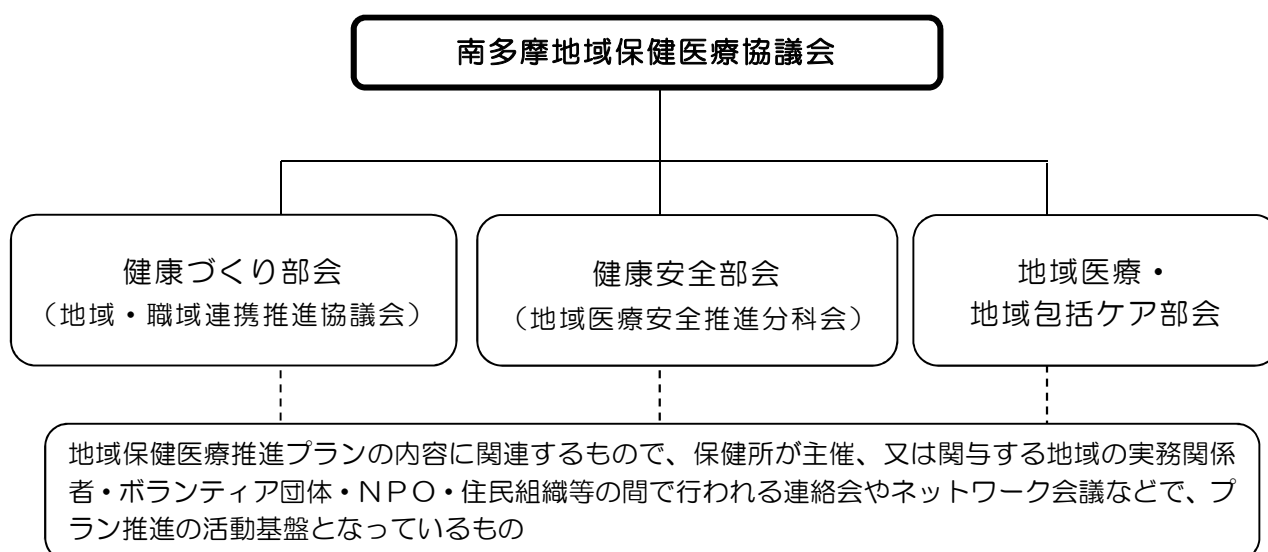 南多摩地域保健医療協議会
健康づくり部会
（地域・職域連携推進協議会）
健康安全部会
（地域医療安全推進分科会）
地域医療・
地域包括ケア部会
地域保健医療推進プランの内容に関連するもので、保健所が主催、又は関与する地域の実務関係
者・ボランティア団体・ＮＰＯ・住民組織等の間で行われる連絡会やネットワーク会議などで、プ
ラン推進の活動基盤となっているもの